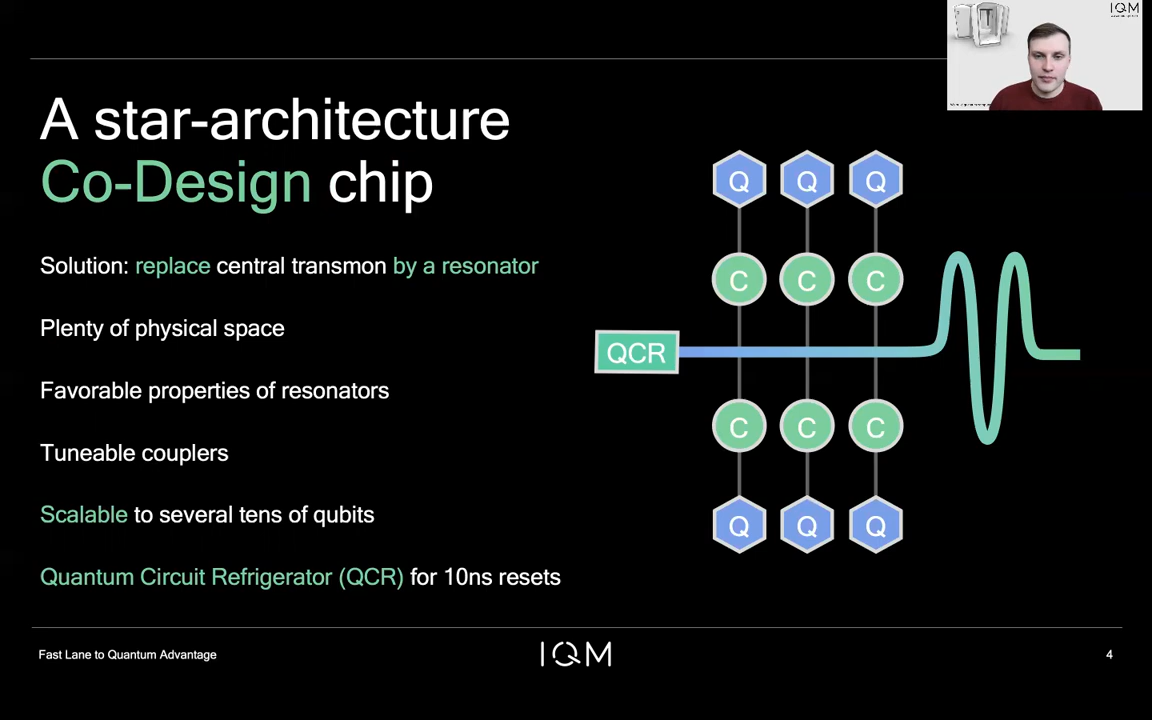 IQM
A star-architecture
Co-Design chip
Solution: replace central transmon by a resonator
Plenty of physical space
Favorable properties of resonators
Tuneable couplers
Scalable to several tens of qubits
Quantum Circuit Refrigerator (QCR) for 10ns resets
Q Q Q
C C C
QCR
C C C
Q Q Q
Fast Lane to Quantum Advantage
IQM
4